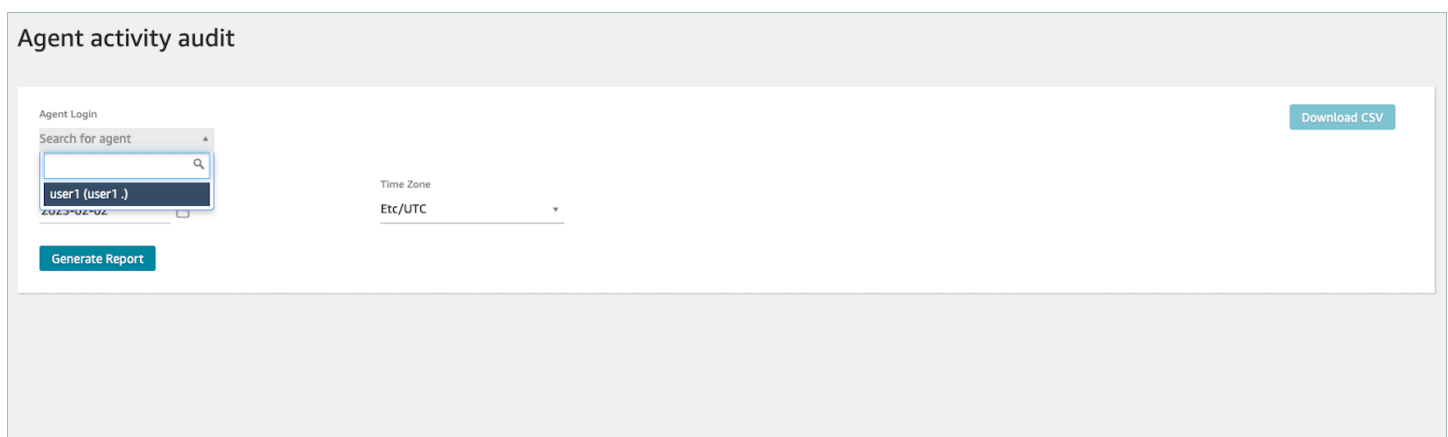 Agent activity audit
Agent Login
Download CSV
Search for agent
user1 (user1 .)
Time Zone
2023-02-02
Etc/UTC
Generate Report